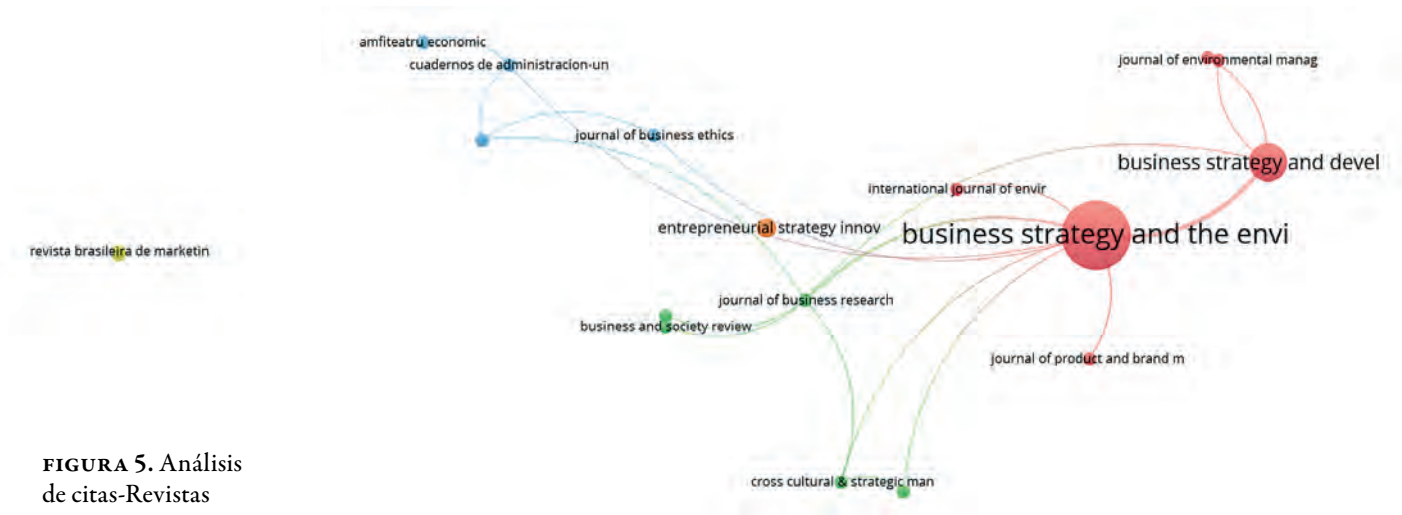 amfiteatru economic
cuadernos de administracion-un
journal of environmental manag
journal of business ethics
business strategy and devel
international journal of envir
entrepreneurial strategy innov
business strategy and the envi
revista brasileira de marketin
journal of business research
business and society review
journal of product and brand m
cross cultural & strategic man
FIGURA 5. Análisis
de citas-Revistas